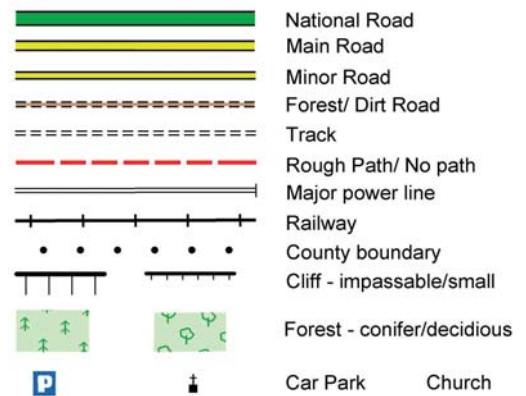 National Road
Main Road
Minor Road
Forest/ Dirt Road
Track
Rough Path/ No path
Major power line
Railway
County boundary
Cliff - impassable/small
Forest - conifer/decidious
P Car Park Church